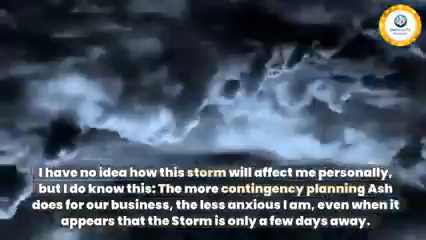 I have no idea how this storm will affect me personally,
but I do know this: The more contingency planning Ash
does for our business, the less anxious I am, even when it
appears that the Storm is only a few days away.